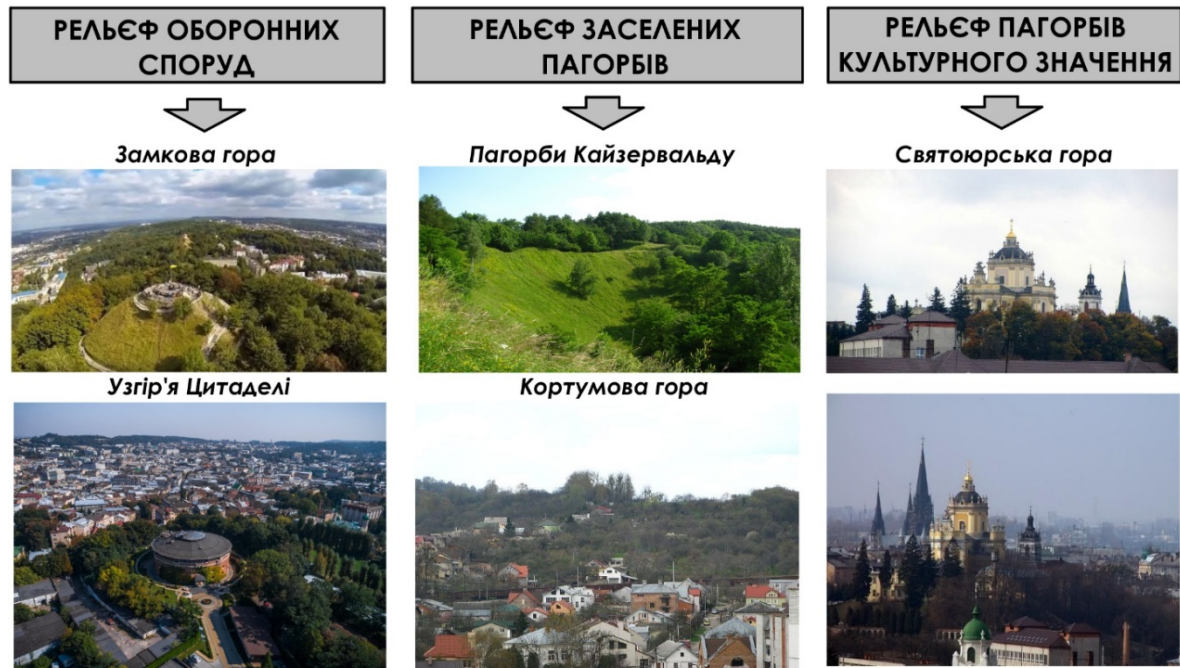 РЕЛЬЄФ ОБОРОННИХ
СПОРУД
Замкова гора
Узгір'я Цитаделі
РЕЛЬЄФ ЗАСЕЛЕНИХ
ПАГОРБІВ
Пагорби Кайзервальду
Кортумова гора
РЕЛЬЄФ ПАГОРБІВ
КУЛЬТУРНОГО ЗНАЧЕННЯ
Святоюрська гора